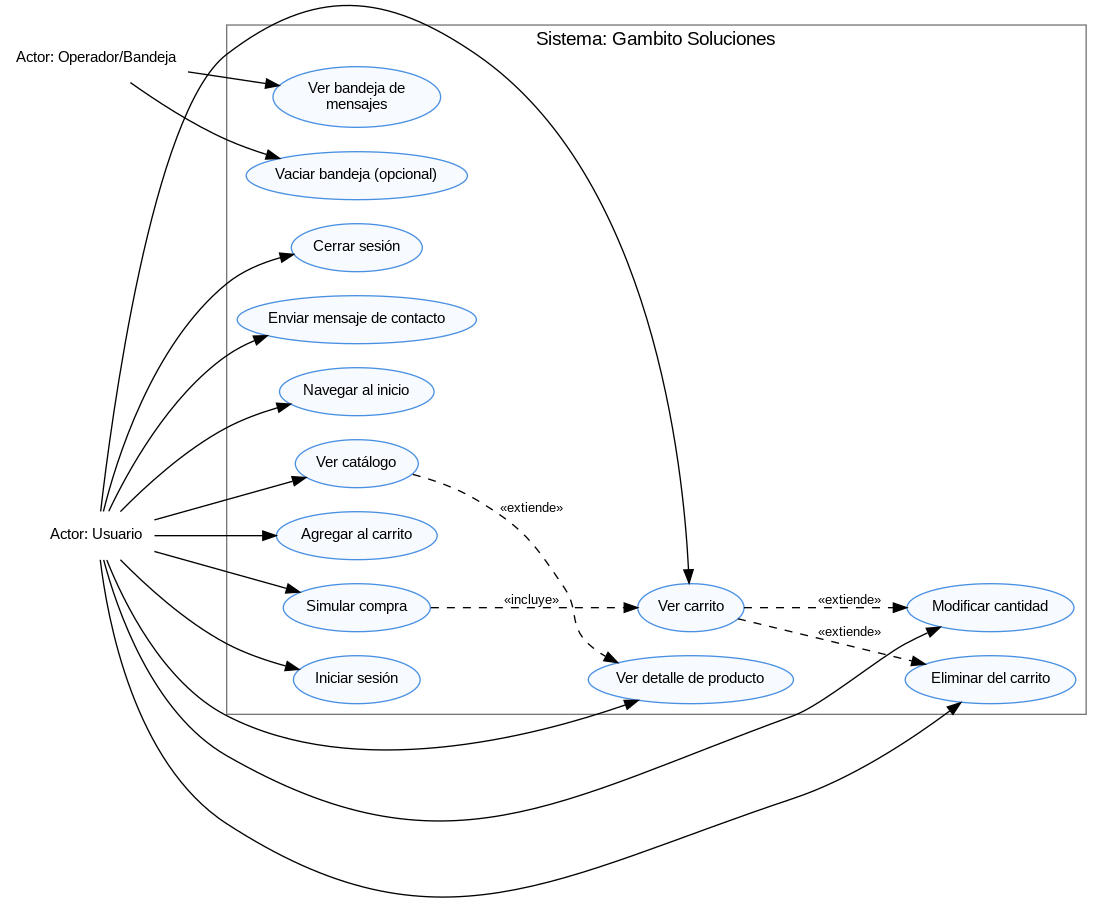 Sistema: Gambito Soluciones
Actor: Operador/Bandeja
Ver bandeja de
mensajes
Vaciar bandeja (opcional)
Cerrar sesión
Enviar mensaje de contacto
Navegar al inicio
Ver catálogo
«extiende»
Actor: Usuario
Agregar al carrito
Simular compra
«incluye»
Ver carrito
«extiende»
Modificar cantidad
«extiende»
Iniciar sesión
Ver detalle de producto
Eliminar del carrito